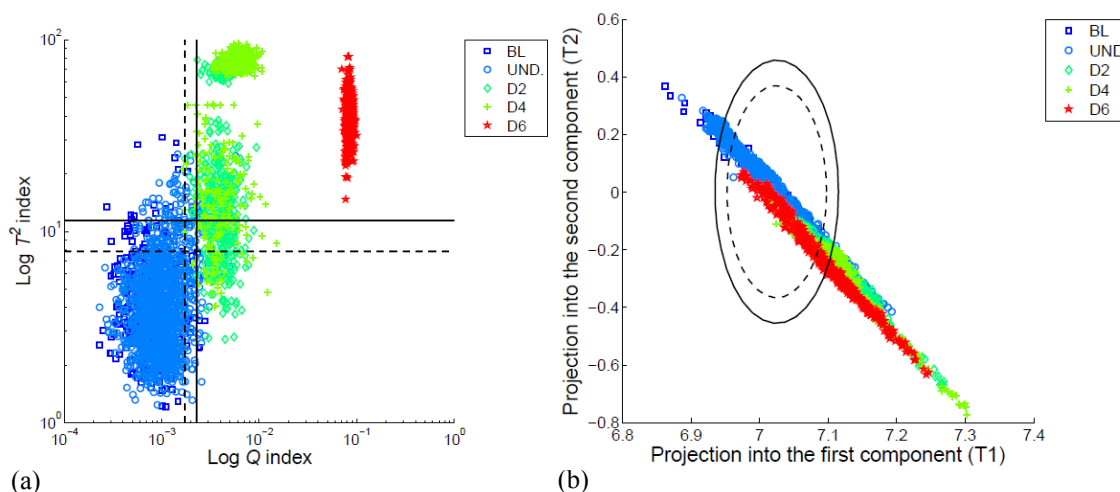 10²
10¹
10⁰
Log T² index
10⁻⁴
10⁻³
10⁻²
10⁻¹
10⁰
Log Q index
BL
UND.
D2
D4
D6
(a)
0.6
0.4
0.2
0
−0.2
−0.4
−0.6
−0.8
Projection into the second component (T2)
6.8
6.9
7
7.1
7.2
7.3
7.4
Projection into the first component (T1)
BL
UND.
D2
D4
D6
(b)